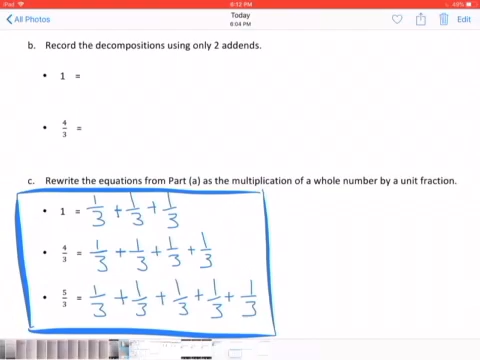 iPad
6:12 PM
49%
All Photos
Today
6:04 PM
Edit
b. Record the decompositions using only 2 addends.
• 1 =
• 4/3 =
c. Rewrite the equations from Part (a) as the multiplication of a whole number by a unit fraction.
• 1 = 1/3 + 1/3 + 1/3
• 4/3 = 1/3 + 1/3 + 1/3 + 1/3
• 5/3 = 1/3 + 1/3 + 1/3 + 1/3 + 1/3